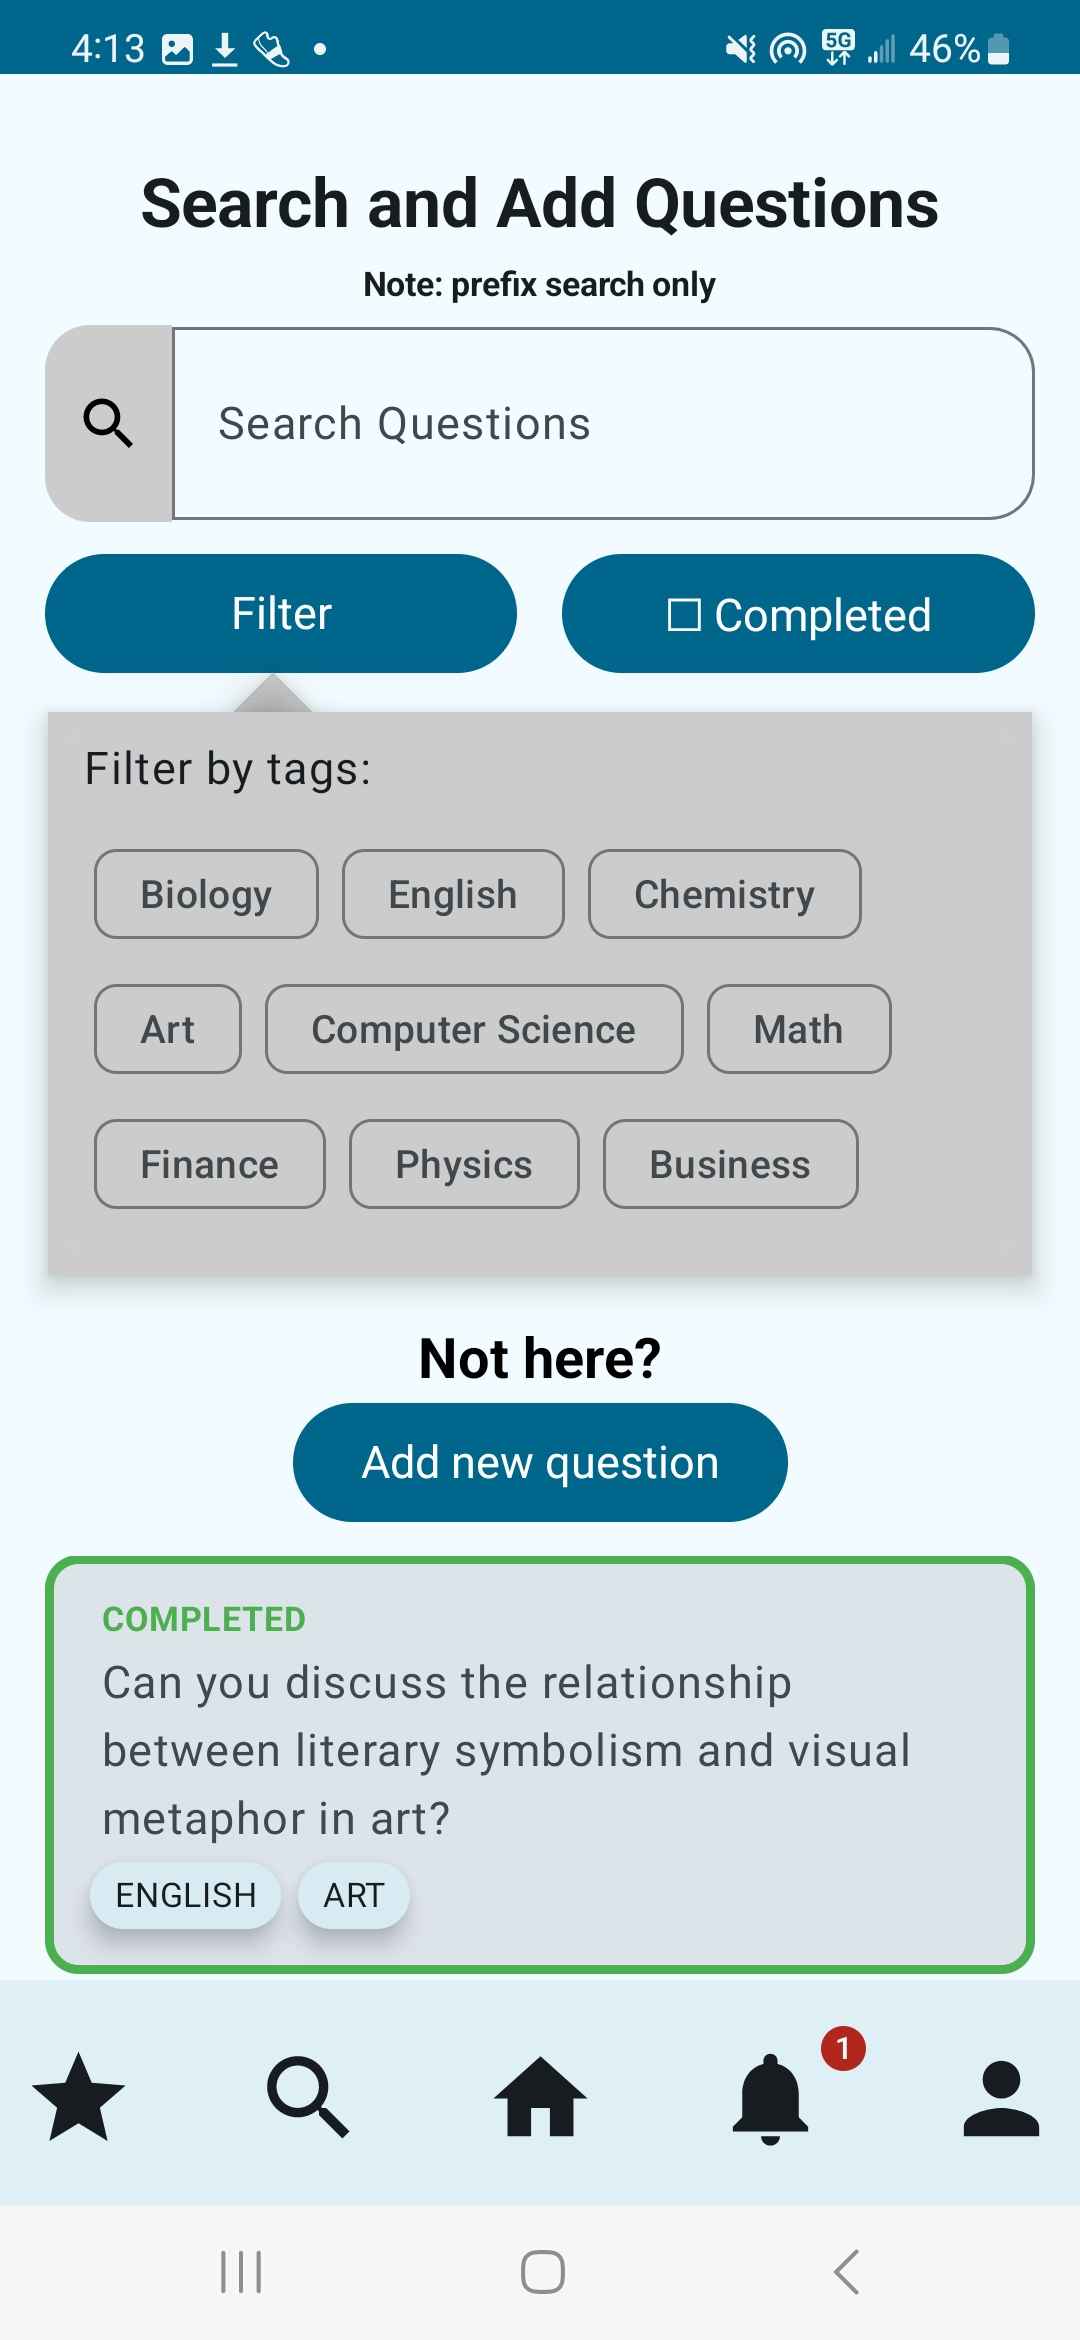 4:13
5G
46%
Search and Add Questions
Note: prefix search only
Search Questions
Filter
☐ Completed
Filter by tags:
Biology English Chemistry
Art Computer Science Math
Finance Physics Business
Not here?
Add new question
COMPLETED
Can you discuss the relationship
between literary symbolism and visual
metaphor in art?
ENGLISH ART
1